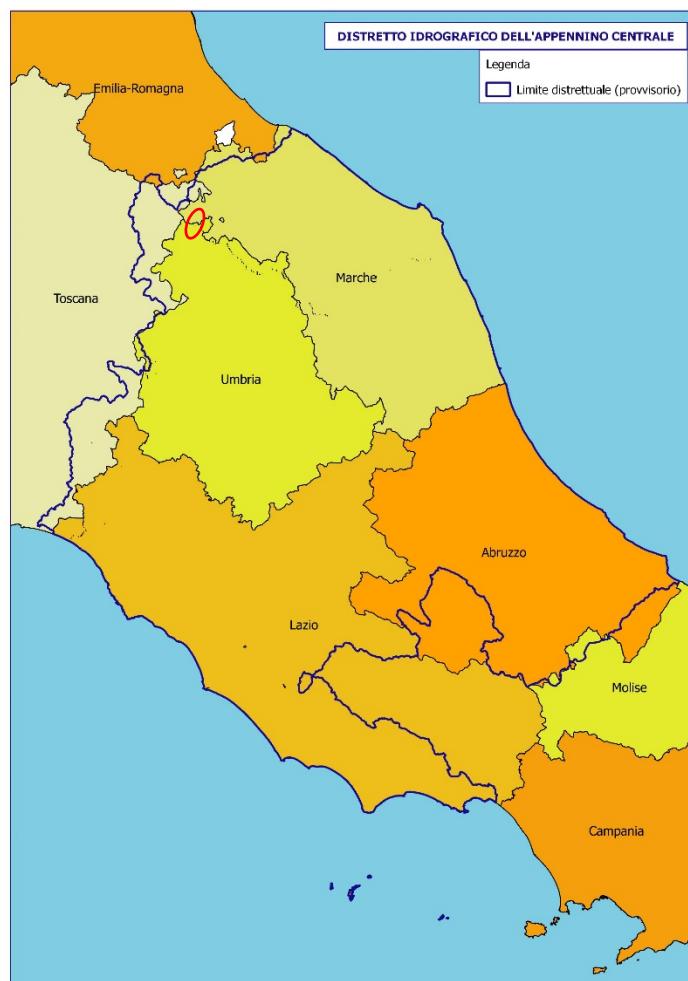 DISTRETTO IDROGRAFICO DELL'APPENNINO CENTRALE
Legenda
Limite distrettuale (provvisorio)
Emilia-Romagna
Toscana
Marche
Umbria
Abruzzo
Lazio
Molise
Campania